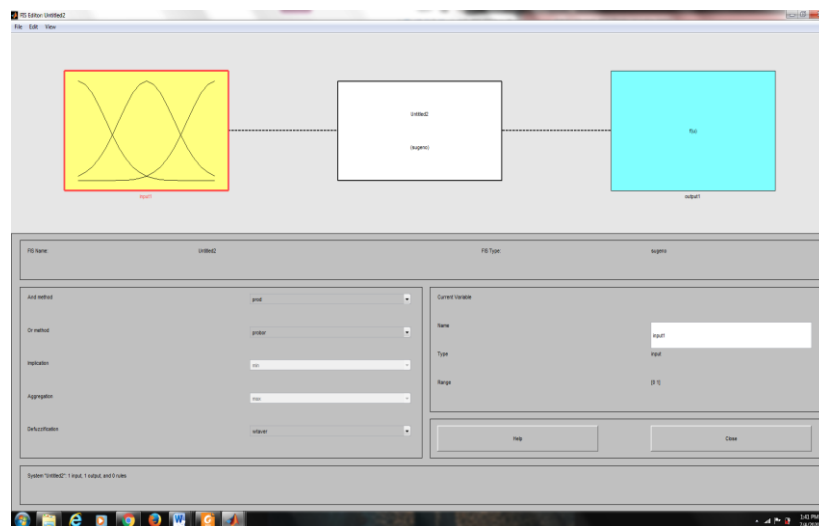 FIS Editor: Untitled2
File Edit View
Untitled2
(sugeno)
f(u)
input1
output1
FIS Name: Untitled2 FIS Type: sugeno
And method prod
Or method probor
Implication min
Aggregation max
Defuzzification wtaver
Current Variable
Name input1
Type input
Range [0 1]
Help Close
System "Untitled2": 1 input, 1 output, and 0 rules
1:41 PM